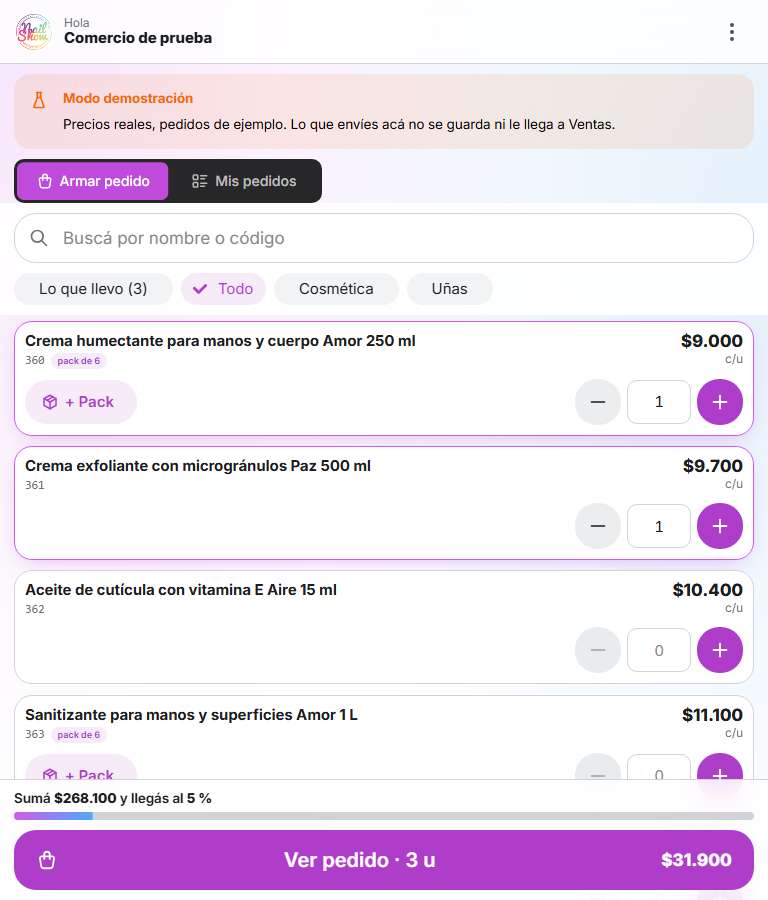 Nail Show
Hola
Comercio de prueba
Modo demostración
Precios reales, pedidos de ejemplo. Lo que envíes acá no se guarda ni le llega a Ventas.
Armar pedido
Mis pedidos
Buscá por nombre o código
Lo que llevo (3)
Todo
Cosmética
Uñas
Crema humectante para manos y cuerpo Amor 250 ml
$9.000
360
pack de 6
c/u
+ Pack
1
Crema exfoliante con microgránulos Paz 500 ml
$9.700
361
c/u
1
Aceite de cutícula con vitamina E Aire 15 ml
$10.400
362
c/u
0
Sanitizante para manos y superficies Amor 1 L
$11.100
363
pack de 6
c/u
+ Pack
0
Sumá $268.100 y llegás al 5 %
Ver pedido · 3 u
$31.900